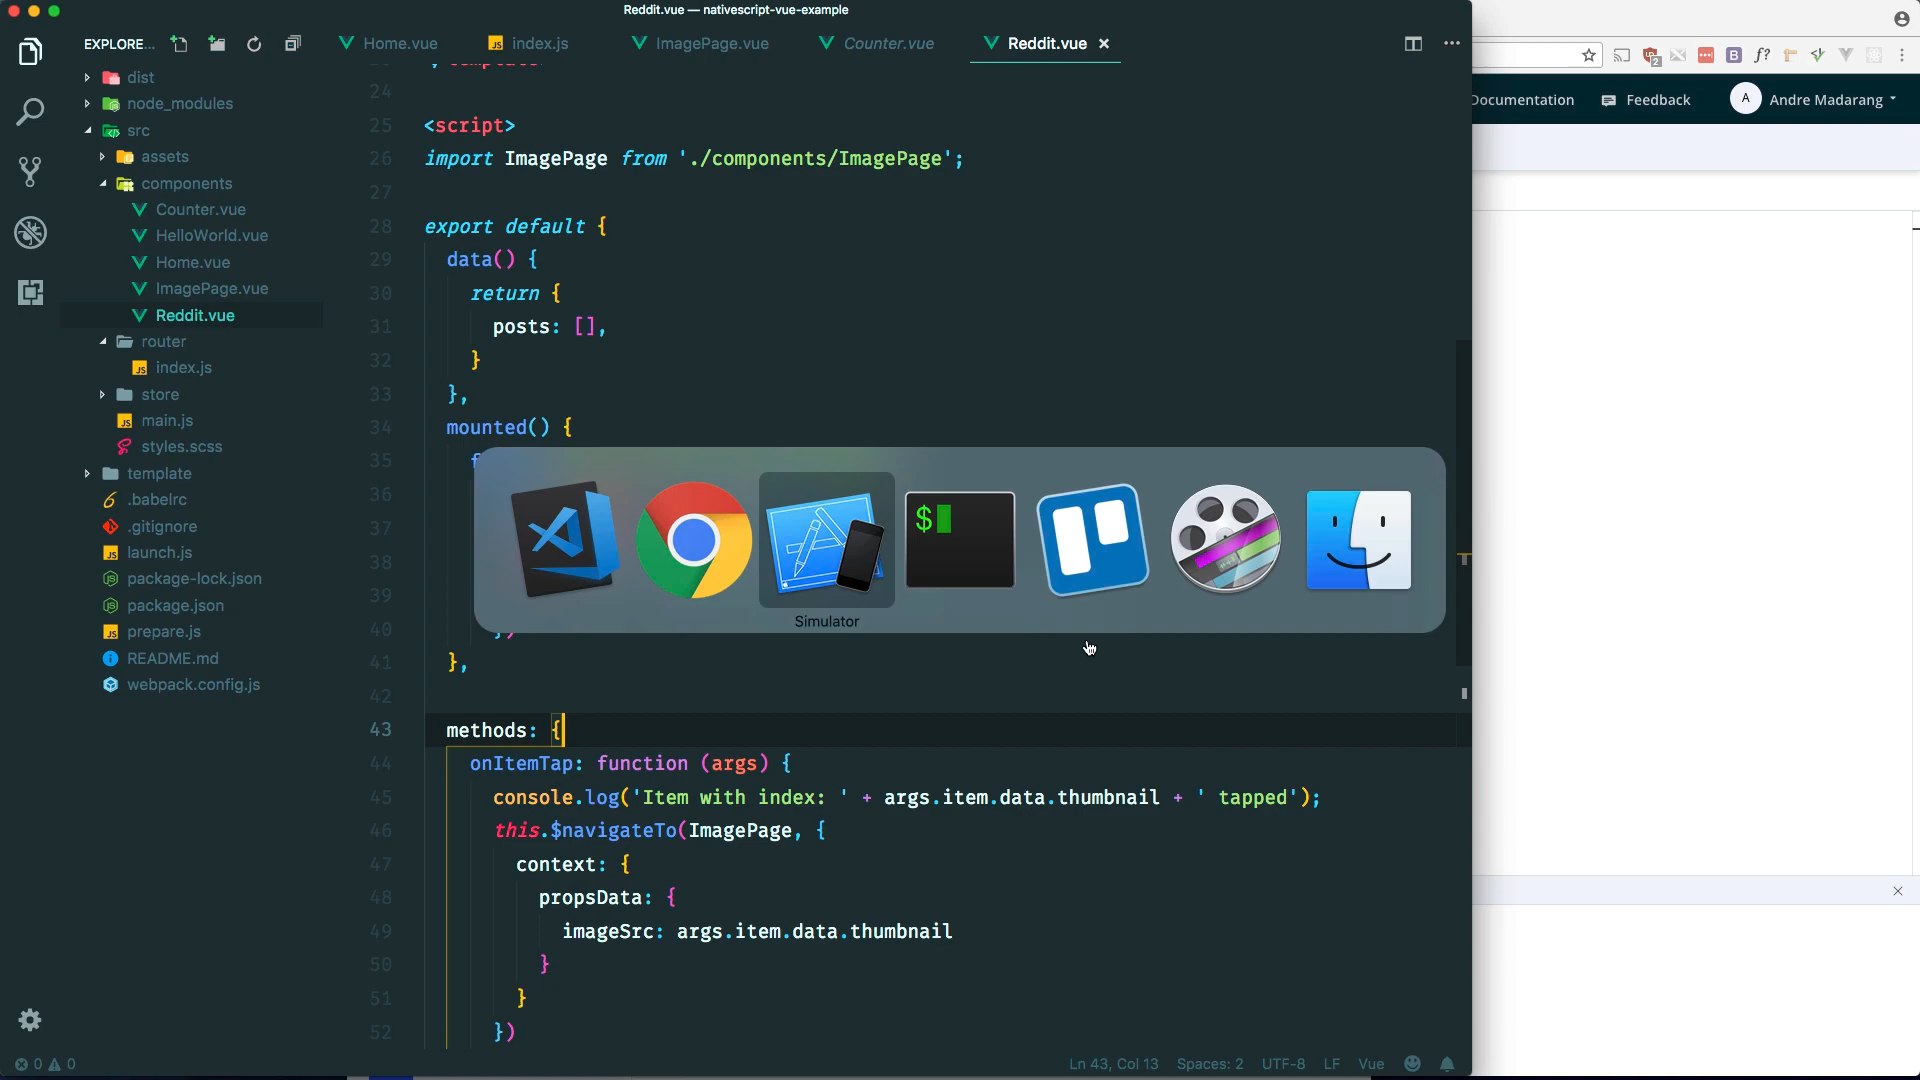 Reddit.vue — nativescript-vue-example
EXPLORE...
Home.vue
index.js
ImagePage.vue
Counter.vue
Reddit.vue
dist
node_modules
src
assets
components
Counter.vue
HelloWorld.vue
Home.vue
ImagePage.vue
Reddit.vue
router
index.js
store
main.js
styles.scss
template
.babelrc
.gitignore
launch.js
package-lock.json
package.json
prepare.js
README.md
webpack.config.js
24
25 <script>
26 import ImagePage from './components/ImagePage';
27
28 export default {
29 data() {
30 return {
31 posts: [],
32 }
33 },
34 mounted() {
35 f
36
37
38
39
40 })
41 },
42
43 methods: {
44 onItemTap: function (args) {
45 console.log('Item with index: ' + args.item.data.thumbnail + ' tapped');
46 this.$navigateTo(ImagePage, {
47 context: {
48 propsData: {
49 imageSrc: args.item.data.thumbnail
50 }
51 }
52 })
Simulator
$
0 0
Ln 43, Col 13 Spaces: 2 UTF-8 LF Vue
2
B
f?
Documentation
Feedback
A
Andre Madarang